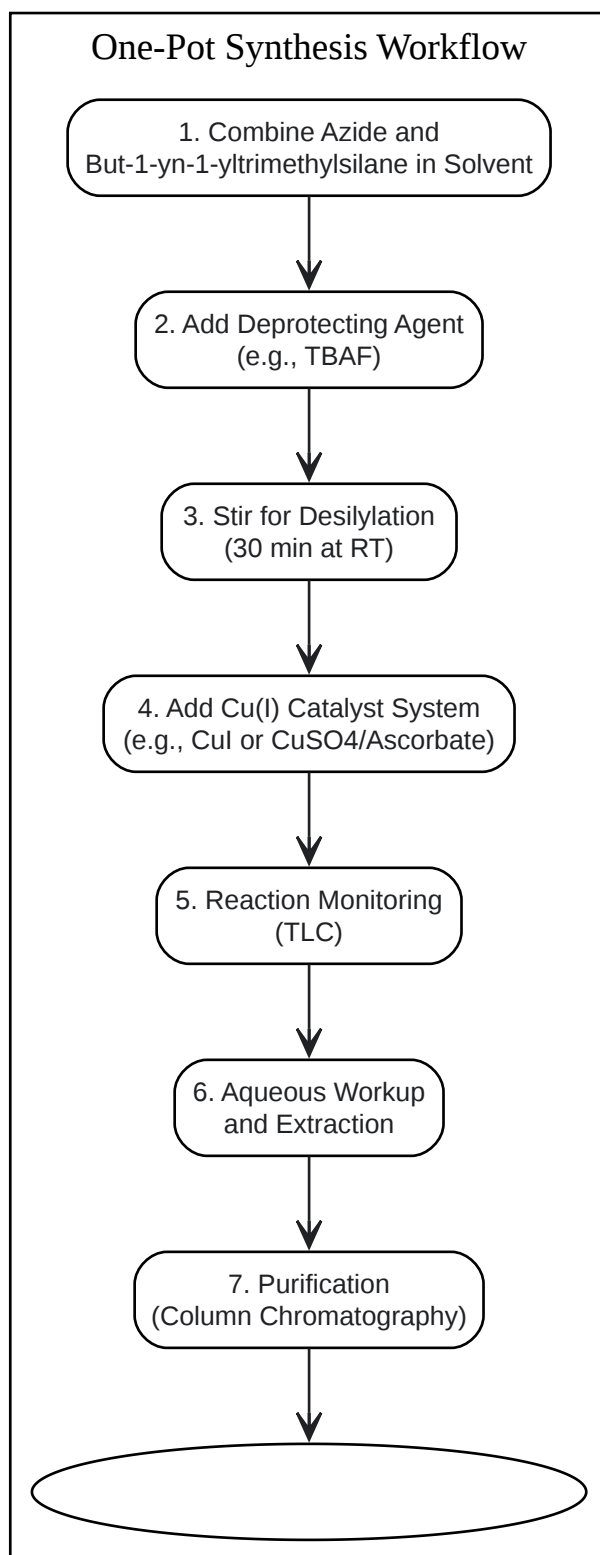 One-Pot Synthesis Workflow
1. Combine Azide and
But-1-yn-1-yltrimethylsilane in Solvent
2. Add Deprotecting Agent
(e.g., TBAF)
3. Stir for Desilylation
(30 min at RT)
4. Add Cu(I) Catalyst System
(e.g., CuI or CuSO4/Ascorbate)
5. Reaction Monitoring
(TLC)
6. Aqueous Workup
and Extraction
7. Purification
(Column Chromatography)